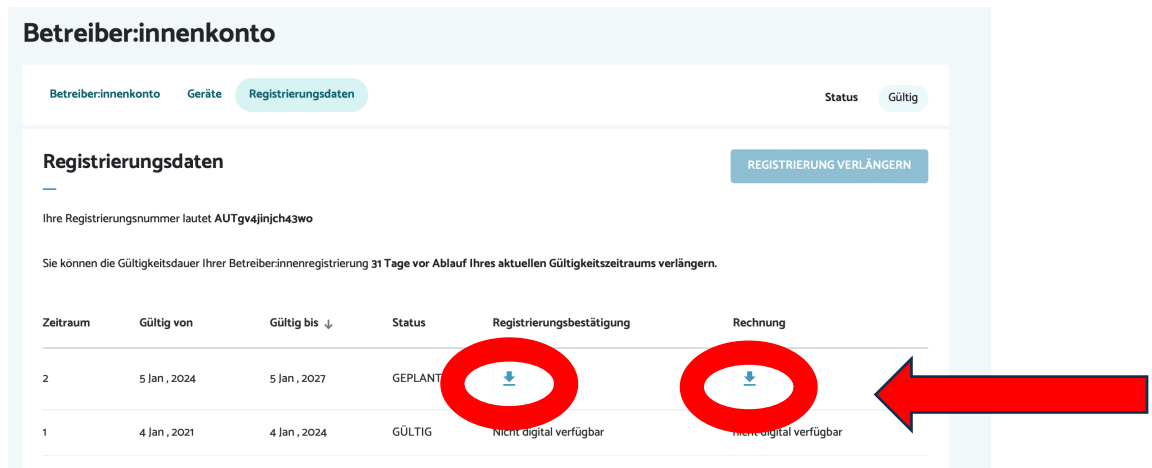 Betreiber:innenkonto
Betreiber:innenkonto Geräte Registrierungsdaten Status Gültig
Registrierungsdaten REGISTRIERUNG VERLÄNGERN
Ihre Registrierungsnummer lautet AUTgv4jinjch43wo
Sie können die Gültigkeitsdauer Ihrer Betreiber:innenregistrierung 31 Tage vor Ablauf Ihres aktuellen Gültigkeitszeitraums verlängern.
Zeitraum Gültig von Gültig bis ↓ Status Registrierungsbestätigung Rechnung
2 5 Jan , 2024 5 Jan , 2027 GEPLANT
1 4 Jan , 2021 4 Jan , 2024 GÜLTIG Nicht digital verfügbar nicht digital verfügbar